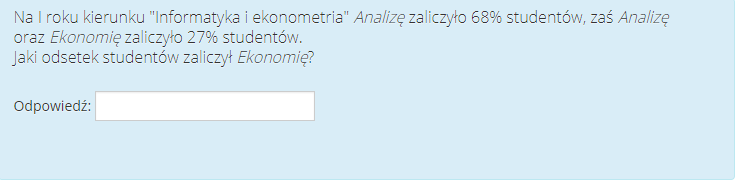 Na I roku kierunku "Informatyka i ekonometria" Analizę zaliczyło 68% studentów, zaś Analizę
oraz Ekonomię zaliczyło 27% studentów.
Jaki odsetek studentów zaliczył Ekonomię?
Odpowiedź: